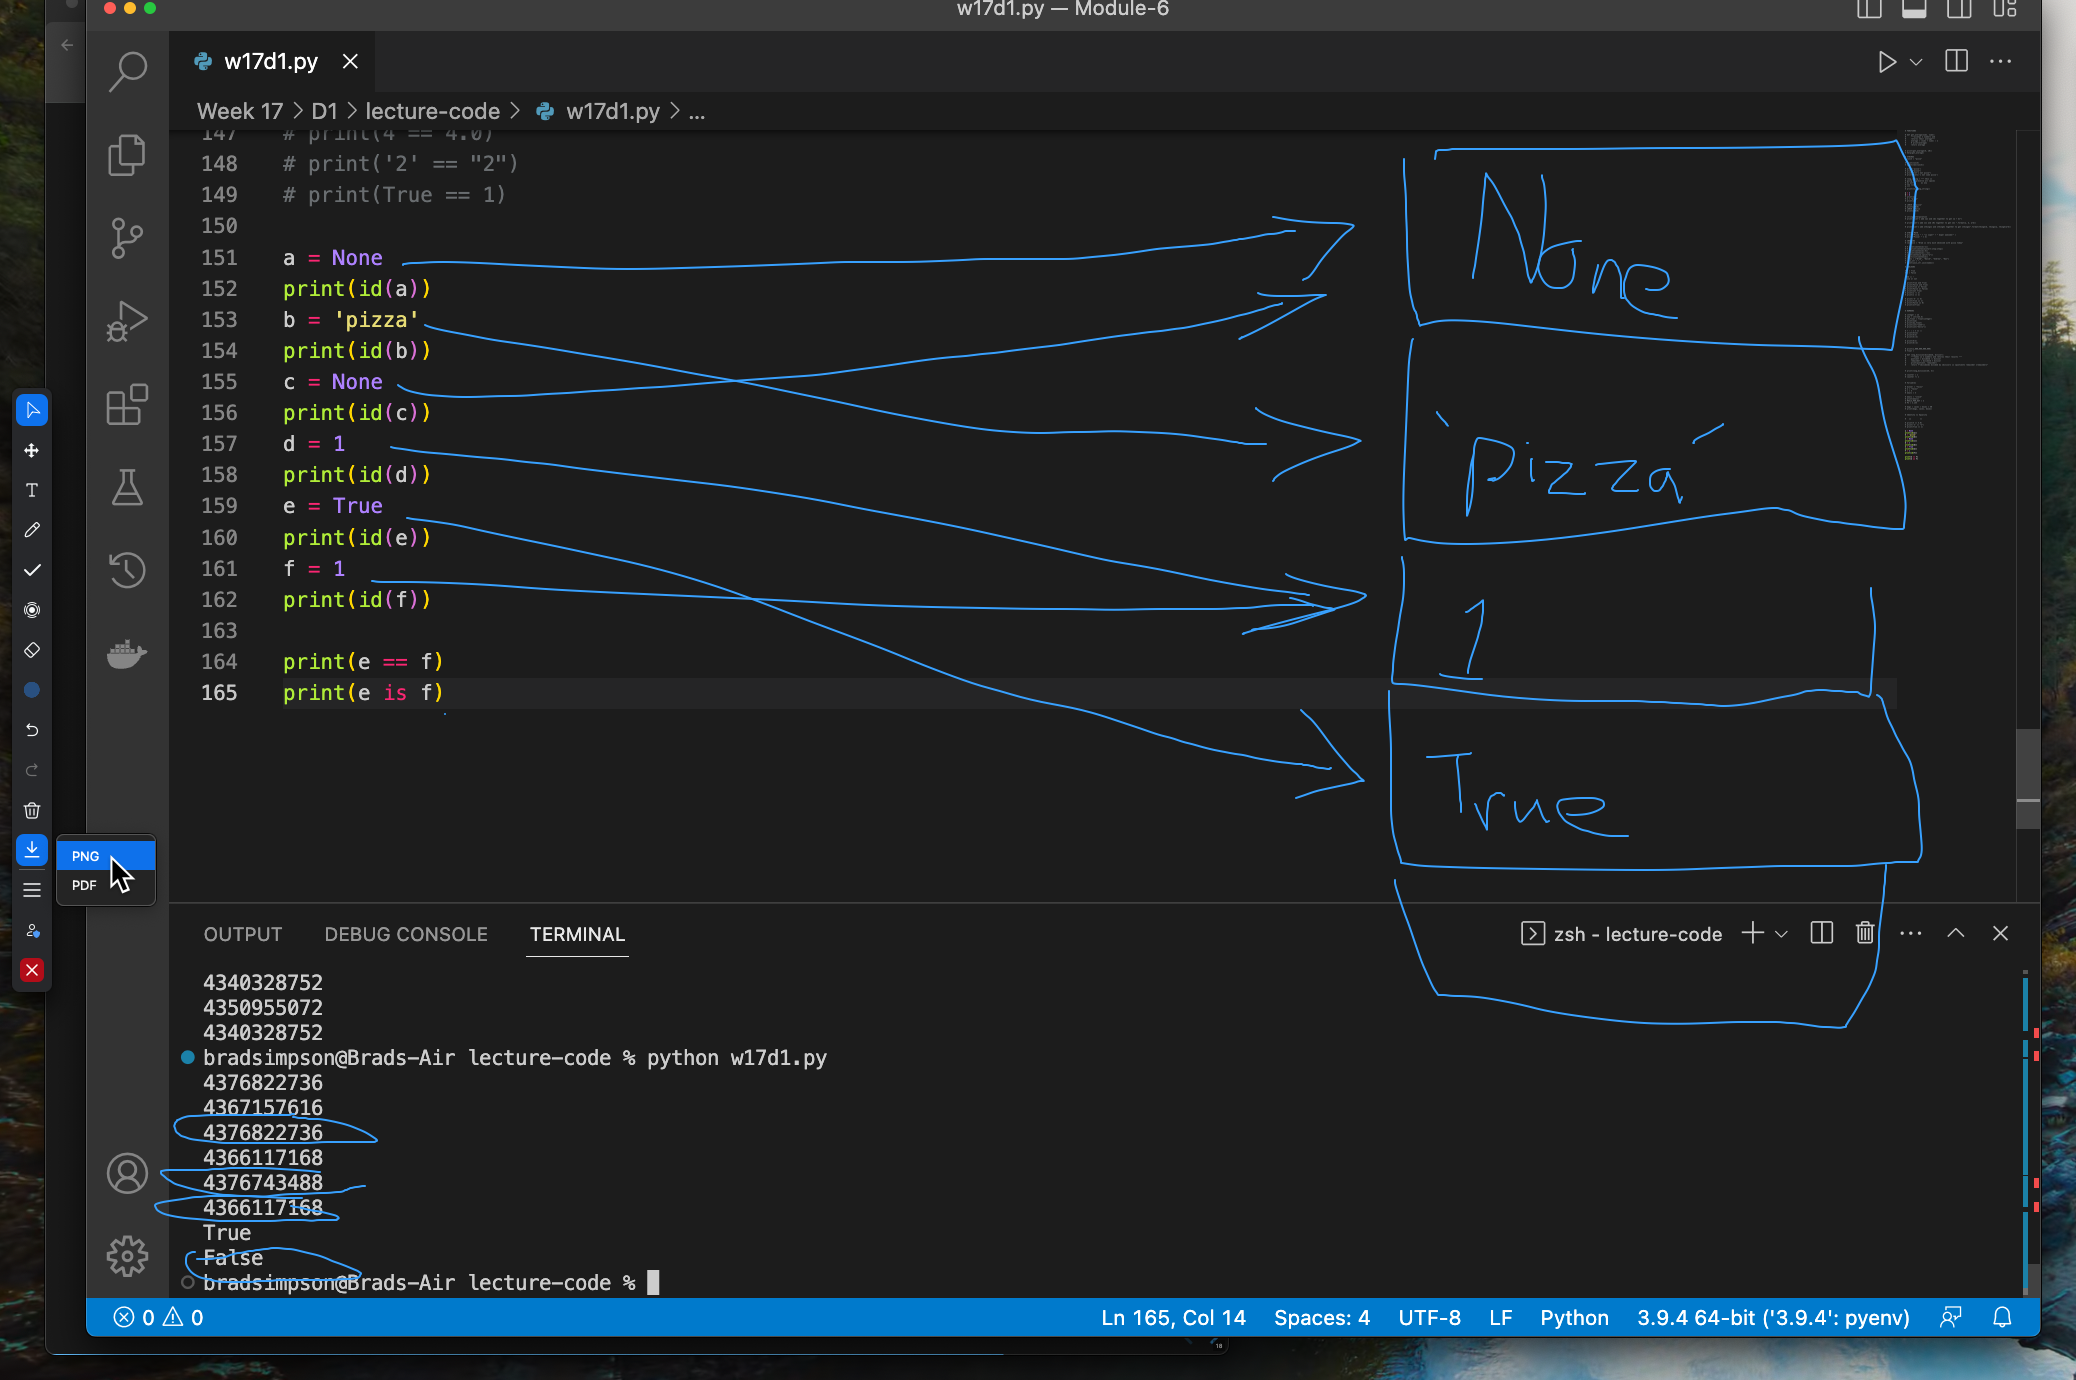 w17d1.py — Module-6
w17d1.py
Week 17 > D1 > lecture-code > w17d1.py > ...
147 # print(4 == 4.0)
148 # print('2' == "2")
149 # print(True == 1)
150
151 a = None
152 print(id(a))
153 b = 'pizza'
154 print(id(b))
155 c = None
156 print(id(c))
157 d = 1
158 print(id(d))
159 e = True
160 print(id(e))
161 f = 1
162 print(id(f))
163
164 print(e == f)
165 print(e is f)
None
'pizza'
1
True
T
PNG
PDF
OUTPUT DEBUG CONSOLE TERMINAL
zsh - lecture-code
4340328752
4350955072
4340328752
bradsimpson@Brads-Air lecture-code % python w17d1.py
4376822736
4367157616
4376822736
4366117168
4376743488
4366117168
True
False
bradsimpson@Brads-Air lecture-code %
0 0 Ln 165, Col 14 Spaces: 4 UTF-8 LF Python 3.9.4 64-bit ('3.9.4': pyenv)
18